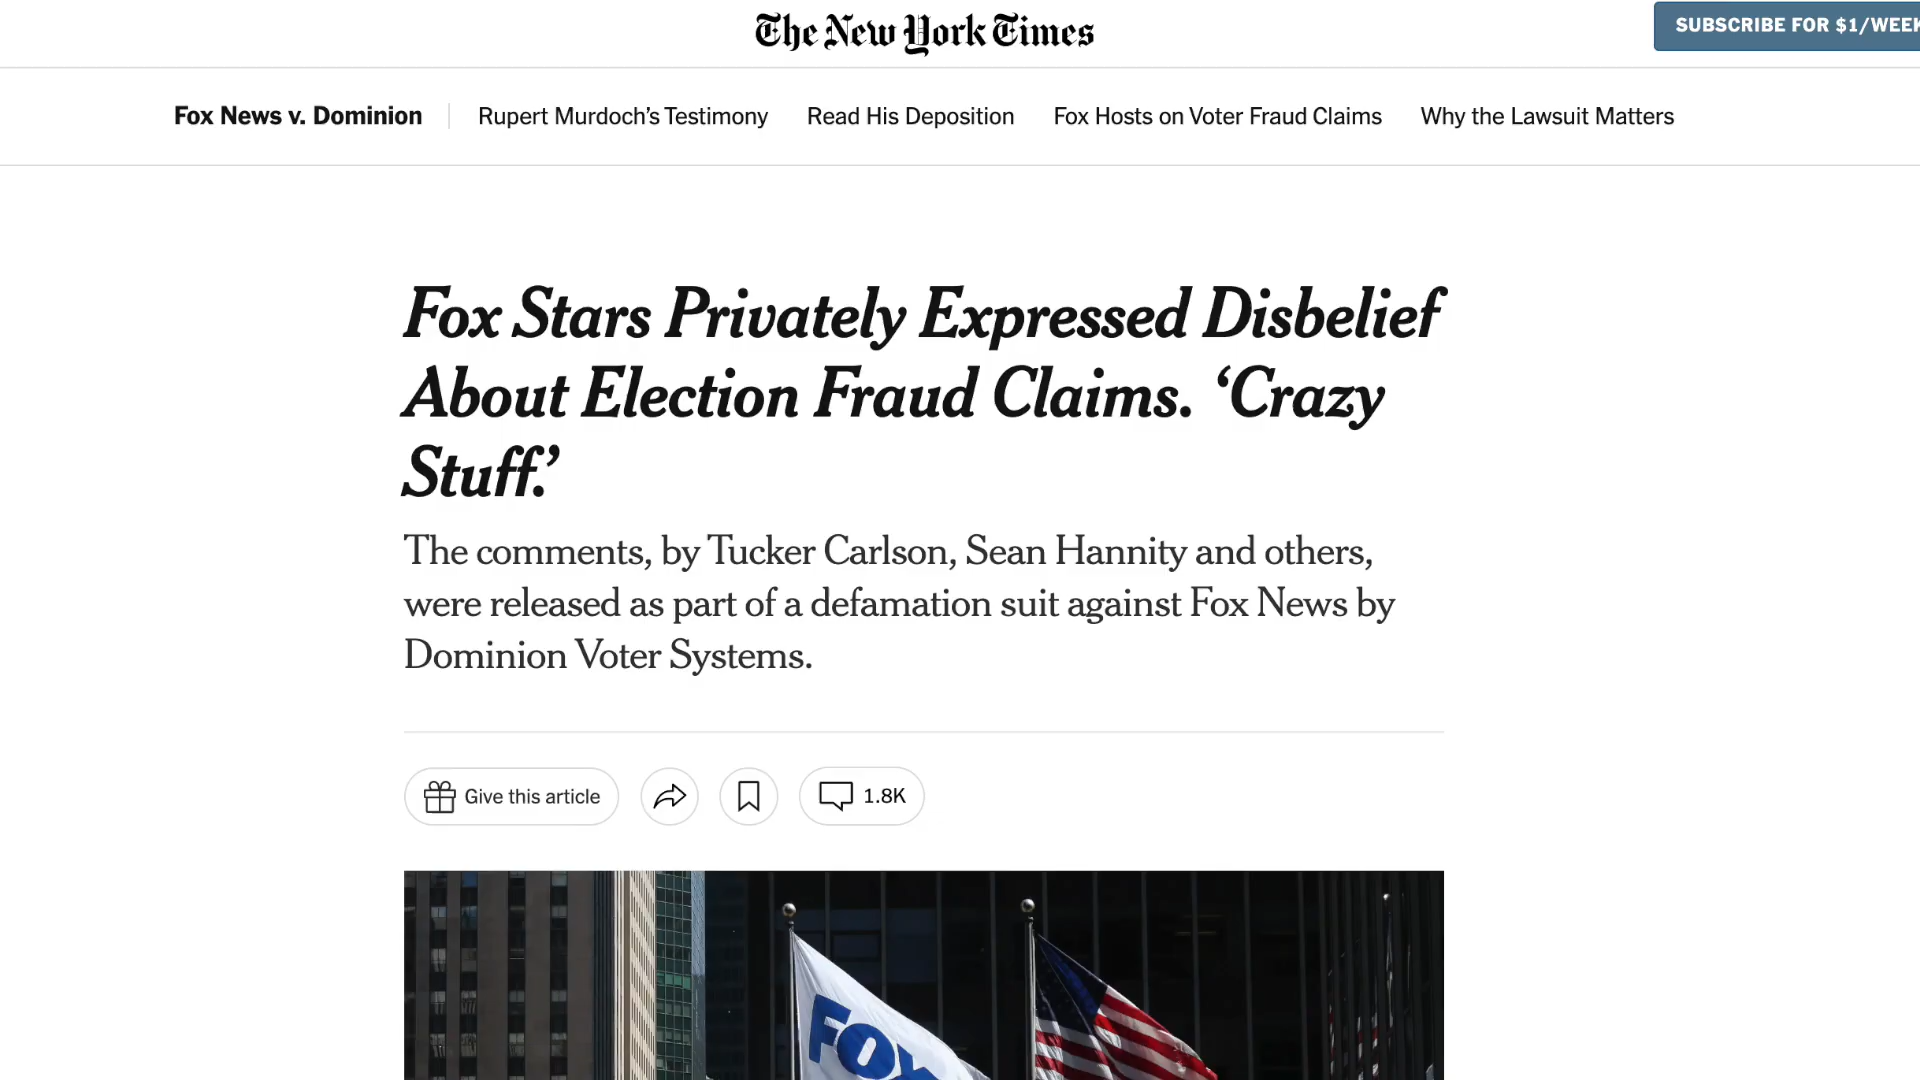 The New York Times
SUBSCRIBE FOR $1/WEEK
Fox News v. Dominion
Rupert Murdoch’s Testimony
Read His Deposition
Fox Hosts on Voter Fraud Claims
Why the Lawsuit Matters
Fox Stars Privately Expressed Disbelief
About Election Fraud Claims. ‘Crazy
Stuff.’
The comments, by Tucker Carlson, Sean Hannity and others,
were released as part of a defamation suit against Fox News by
Dominion Voter Systems.
Give this article
1.8K
FOX